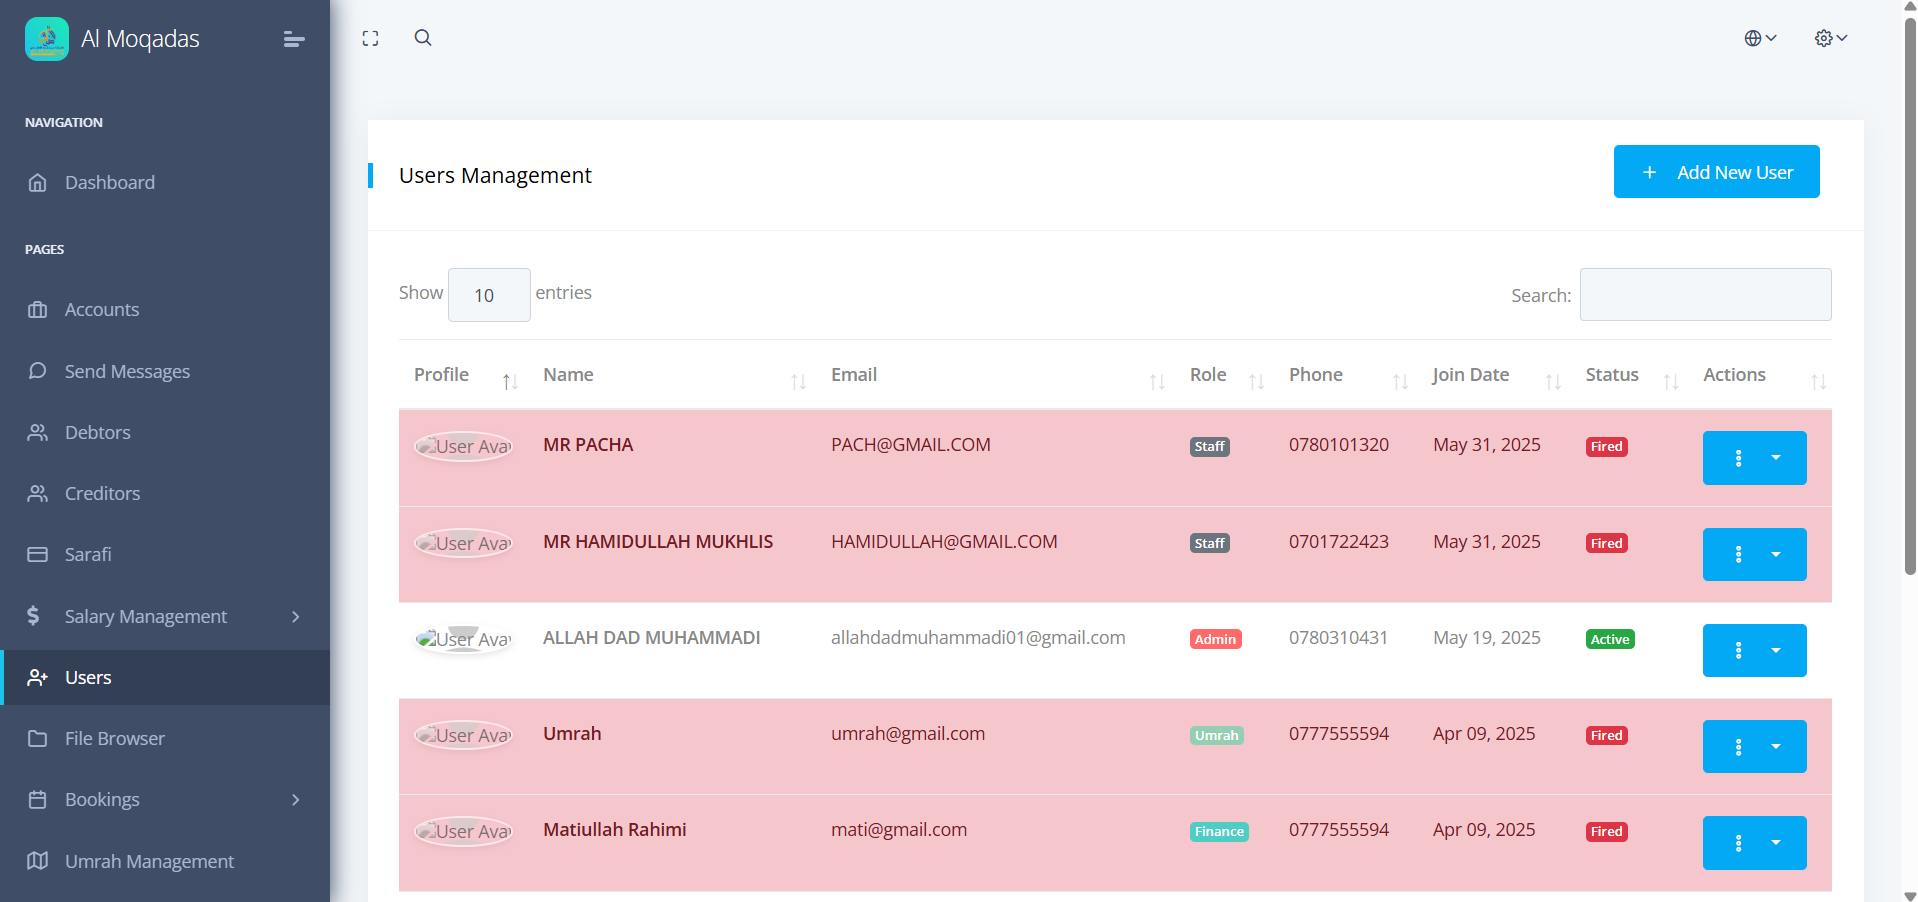 Al Moqadas
NAVIGATION
Dashboard
PAGES
Accounts
Send Messages
Debtors
Creditors
Sarafi
Salary Management
Users
File Browser
Bookings
Umrah Management
Users Management
Add New User
Show 10 entries
Search:
Profile Name Email Role Phone Join Date Status Actions
User Ava MR PACHA PACH@GMAIL.COM Staff 0780101320 May 31, 2025 Fired
User Ava MR HAMIDULLAH MUKHLIS HAMIDULLAH@GMAIL.COM Staff 0701722423 May 31, 2025 Fired
User Ava ALLAH DAD MUHAMMADI allahdadmuhammadi01@gmail.com Admin 0780310431 May 19, 2025 Active
User Ava Umrah umrah@gmail.com Umrah 0777555594 Apr 09, 2025 Fired
User Ava Matiullah Rahimi mati@gmail.com Finance 0777555594 Apr 09, 2025 Fired